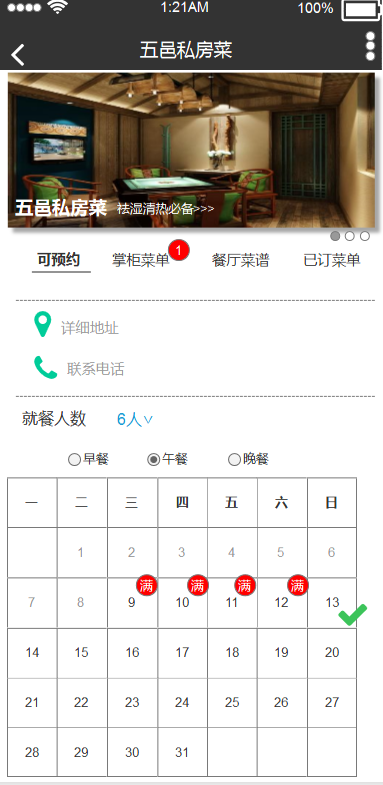 1:21AM 100%
五邑私房菜
五邑私房菜 祛湿清热必备>>>
可预约 掌柜菜单 1 餐厅菜谱 已订菜单
详细地址
联系电话
就餐人数 6人
早餐 午餐 晚餐
一 二 三 四 五 六 日
1 2 3 4 5 6
满 满 满 满
7 8 9 10 11 12 13
14 15 16 17 18 19 20
21 22 23 24 25 26 27
28 29 30 31